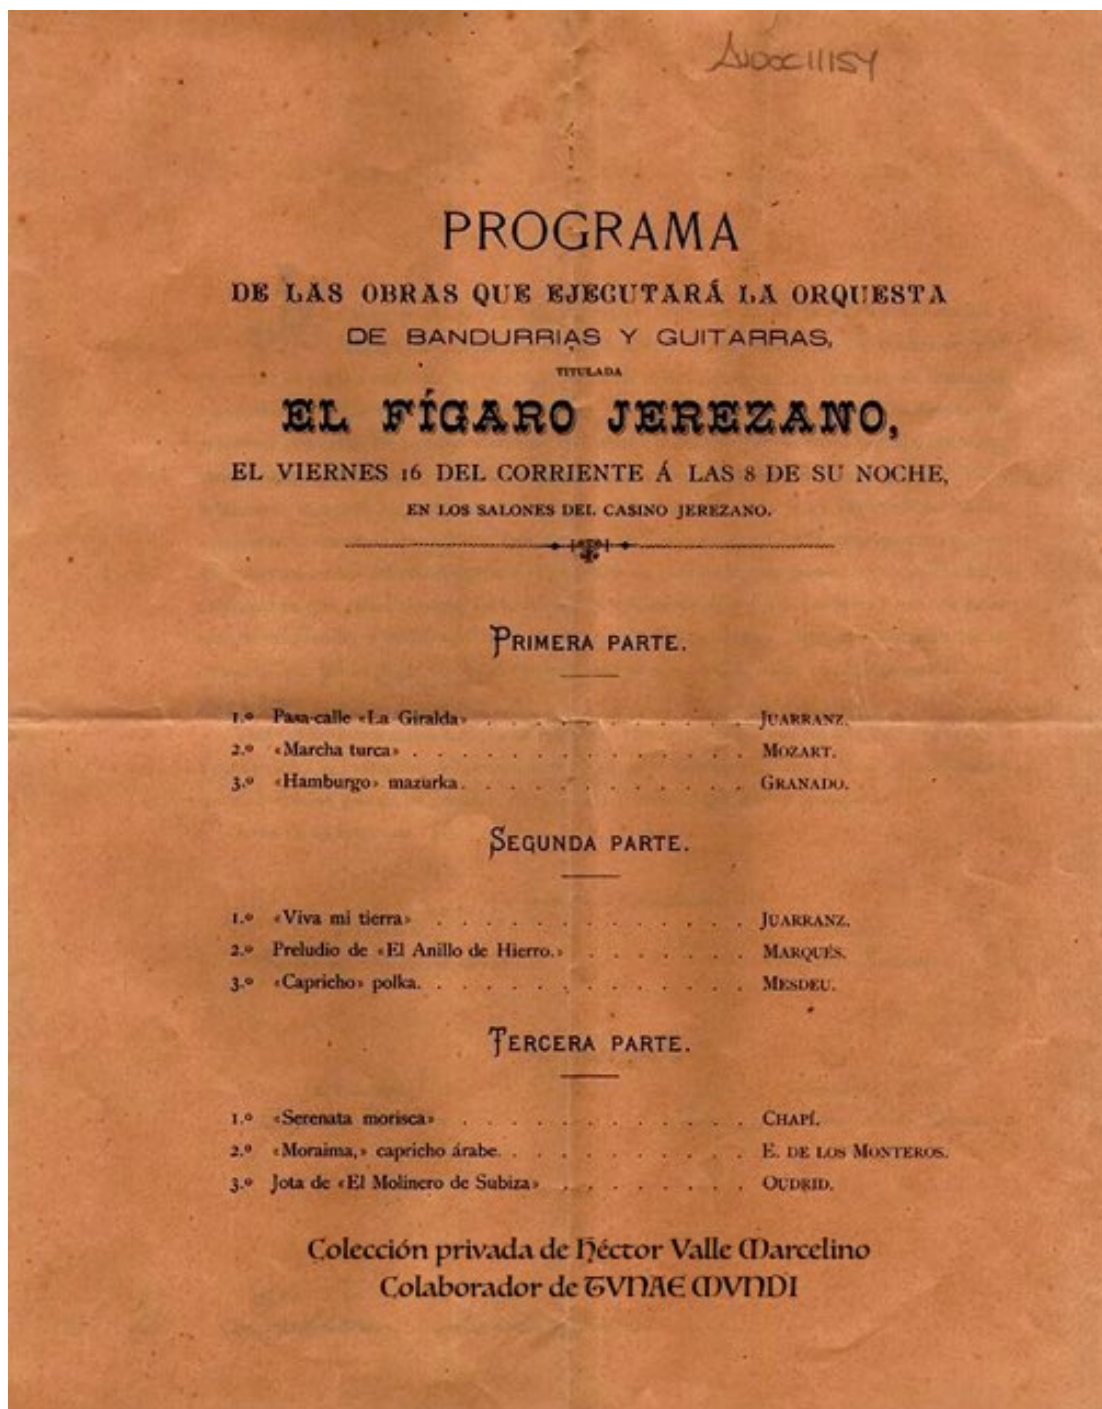 PROGRAMA
DE LAS OBRAS QUE EJECUTARÁ LA ORQUESTA
DE BANDURRIAS Y GUITARRAS,
TITULADA
EL FÍGARO JEREZANO,
EL VIERNES 16 DEL CORRIENTE Á LAS 8 DE SU NOCHE,
EN LOS SALONES DEL CASINO JEREZANO.
PRIMERA PARTE.
1.º Pasa-calle «La Giralda» . . . . . . . . . . . . JUARRANZ.
2.º «Marcha turca» . . . . . . . . . . . . . . MOZART.
3.º «Hamburgo» mazurka. . . . . . . . . . . . GRANADO.
SEGUNDA PARTE.
1.º «Viva mi tierra» . . . . . . . . . . . . . JUARRANZ.
2.º Preludio de «El Anillo de Hierro.» . . . . . . . MARQUÉS.
3.º «Capricho» polka. . . . . . . . . . . . . . MESDEU.
TERCERA PARTE.
1.º «Serenata morisca» . . . . . . . . . . . . CHAPÍ.
2.º «Moraima,» capricho árabe. . . . . . . . . . . E. DE LOS MONTEROS.
3.º Jota de «El Molinero de Subiza» . . . . . . . . OUDRID.
Colección privada de Héctor Valle Marcelino
Colaborador de TVNAE MVNDI